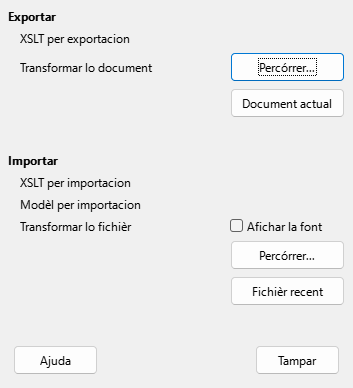 Exportar
XSLT per exportacion
Transformar lo document
Percórrer...
Document actual
Importar
XSLT per importacion
Modèl per importacion
Transformar lo fichièr
Afichar la font
Percórrer...
Fichièr recent
Ajuda
Tampar